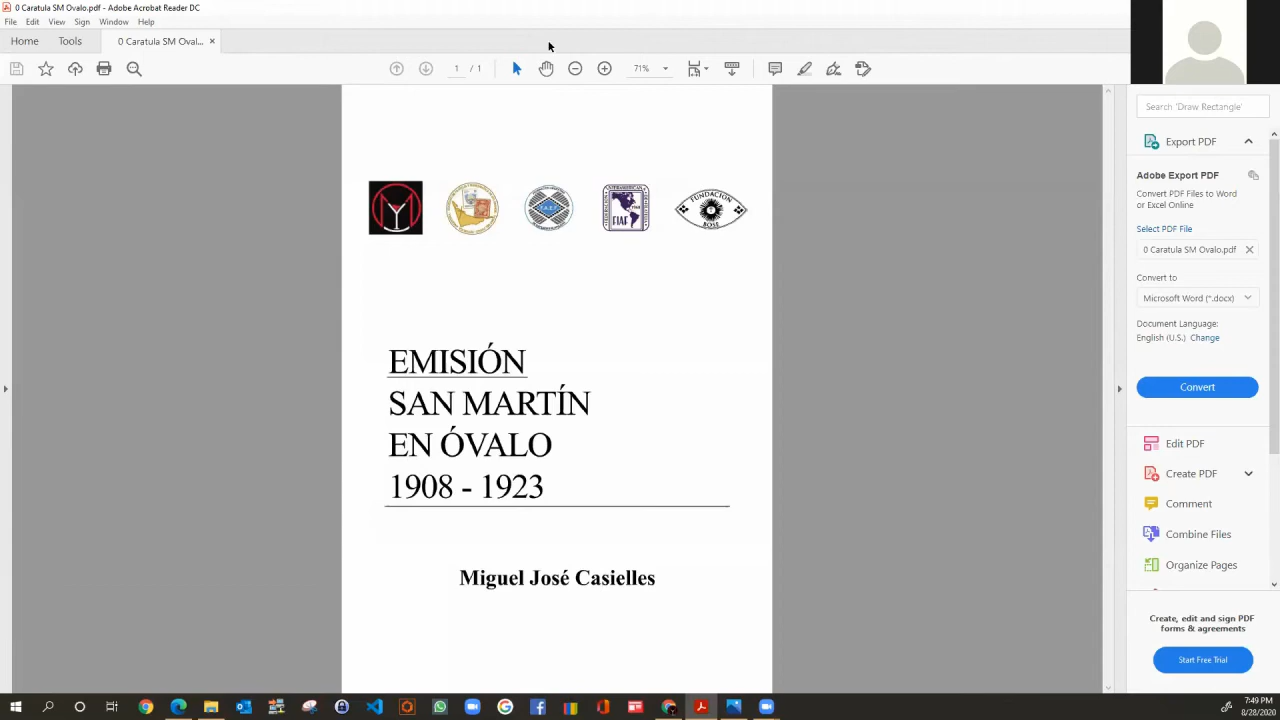 0 Caratula SM Ovalo.pdf - Adobe Acrobat Reader DC
File Edit View Sign Window Help
Home Tools 0 Caratula SM Oval... ×
1 / 1 71%
Search 'Draw Rectangle'
Export PDF
Adobe Export PDF
Convert PDF Files to Word
or Excel Online
Select PDF File
0 Caratula SM Ovalo.pdf
Convert to
Microsoft Word (*.docx)
Document Language:
English (U.S.) Change
Convert
Edit PDF
Create PDF
Comment
Combine Files
Organize Pages
Create, edit and sign PDF
forms & agreements
Start Free Trial
FIAF
FUNDACION
BOSE
EMISIÓN
SAN MARTÍN
EN ÓVALO
1908 - 1923
Miguel José Casielles
7:49 PM
8/28/2020